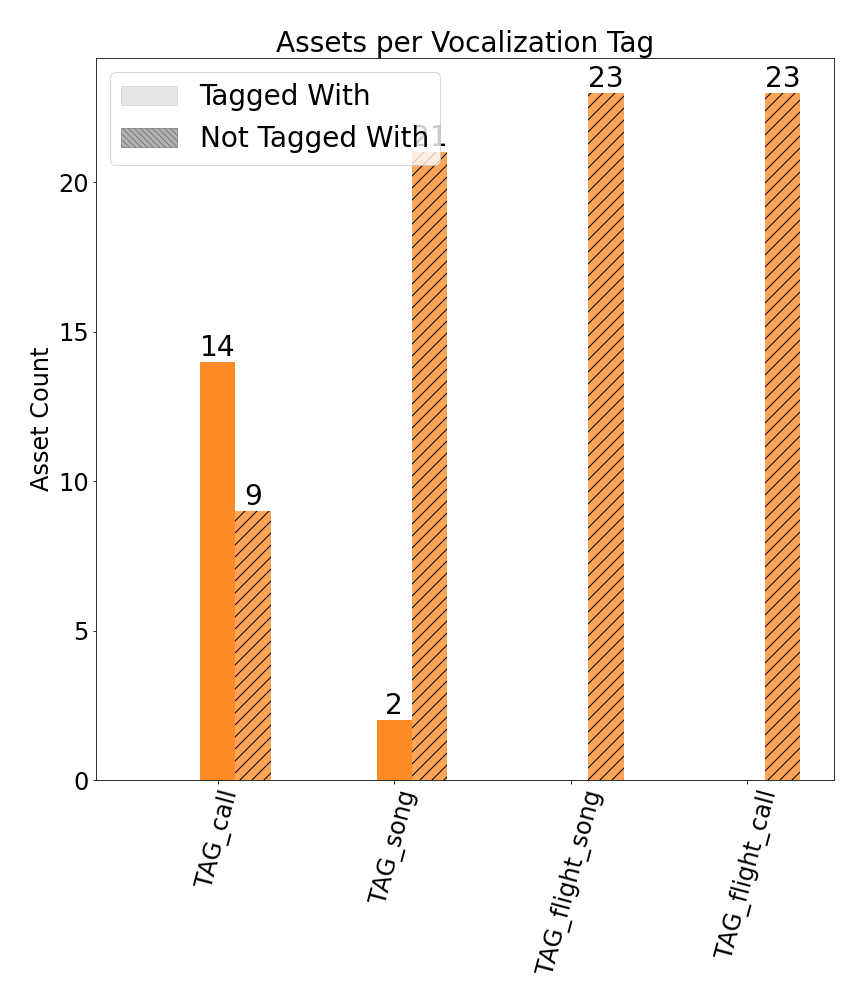 Assets per Vocalization Tag
Tagged With
Not Tagged With
21
23
23
14
9
2
Asset Count
20
15
10
5
0
TAG_call
TAG_song
TAG_flight_song
TAG_flight_call